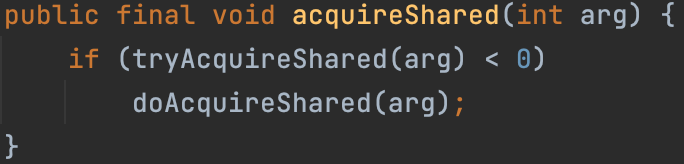 public final void acquireShared(int arg) {
    if (tryAcquireShared(arg) < 0)
        doAcquireShared(arg);
}